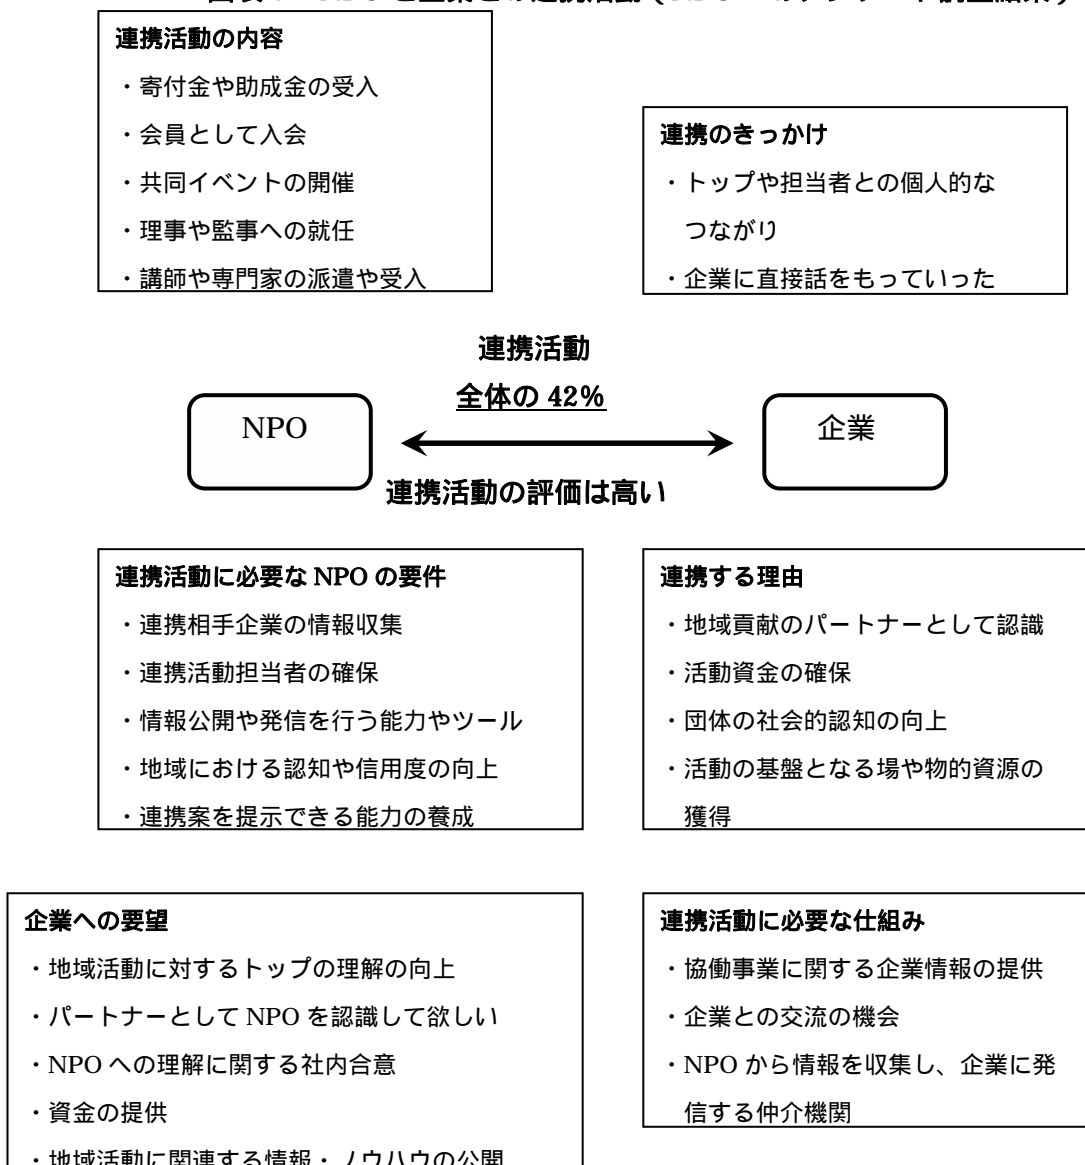 連携活動の内容
・寄付金や助成金の受入
・会員として入会
・共同イベントの開催
・理事や監事への就任
・講師や専門家の派遣や受入
連携のきっかけ
・トップや担当者との個人的な
つながり
・企業に直接話をもっていった
連携活動
全体の 42%
NPO
企業
連携活動の評価は高い
連携活動に必要な NPO の要件
・連携相手企業の情報収集
・連携活動担当者の確保
・情報公開や発信を行う能力やツール
・地域における認知や信用度の向上
・連携案を提示できる能力の養成
連携する理由
・地域貢献のパートナーとして認識
・活動資金の確保
・団体の社会的認知の向上
・活動の基盤となる場や物的資源の
獲得
企業への要望
・地域活動に対するトップの理解の向上
・パートナーとして NPO を認識して欲しい
・NPO への理解に関する社内合意
・資金の提供
・地域活動に関連する情報・ノウハウの公開
連携活動に必要な仕組み
・協働事業に関する企業情報の提供
・企業との交流の機会
・NPO から情報を収集し、企業に発
信する仲介機関